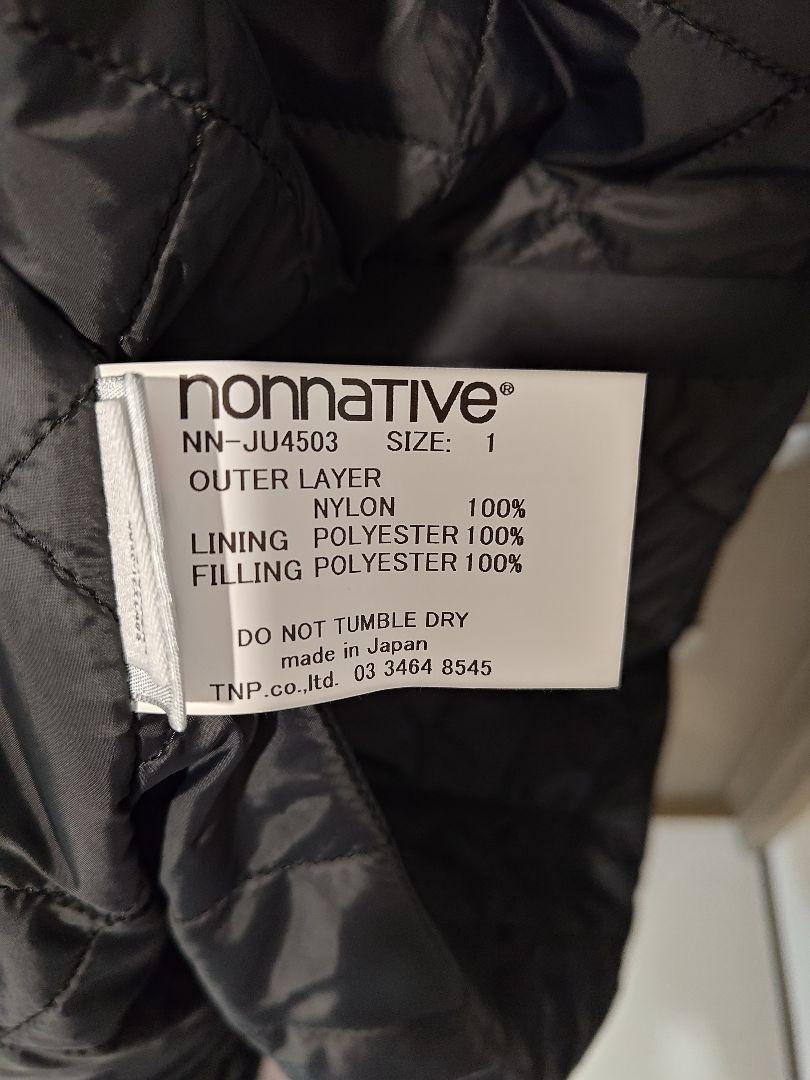 nonnative®
NN-JU4503 SIZE: 1
OUTER LAYER
NYLON 100%
LINING POLYESTER 100%
FILLING POLYESTER 100%
DO NOT TUMBLE DRY
made in Japan
TNP.co.,ltd. 03 3464 8545